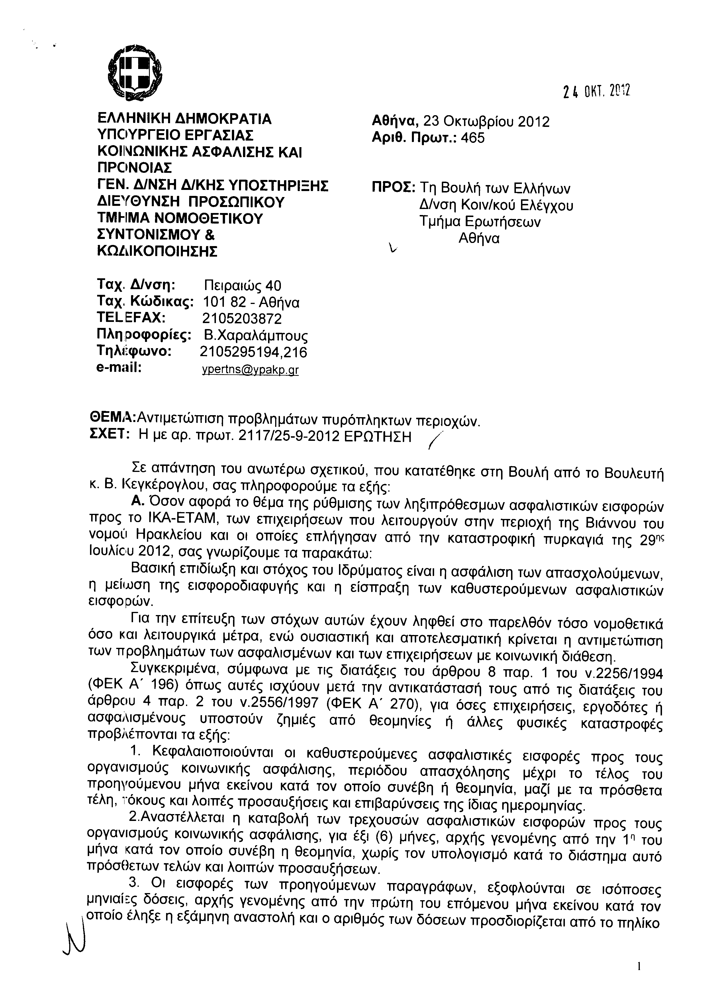 24 ΟΚΤ. 2012
ΕΛΛΗΝΙΚΗ ΔΗΜΟΚΡΑΤΙΑ
ΥΠΟΥΡΓΕΙΟ ΕΡΓΑΣΙΑΣ
ΚΟΙΝΩΝΙΚΗΣ ΑΣΦΑΛΙΣΗΣ ΚΑΙ
ΠΡΟΝΟΙΑΣ
ΓΕΝ. Δ/ΝΣΗ Δ/ΚΗΣ ΥΠΟΣΤΗΡΙΞΗΣ
ΔΙΕΥΘΥΝΣΗ ΠΡΟΣΩΠΙΚΟΥ
ΤΜΗΜΑ ΝΟΜΟΘΕΤΙΚΟΥ
ΣΥΝΤΟΝΙΣΜΟΥ &
ΚΩΔΙΚΟΠΟΙΗΣΗΣ
Αθήνα, 23 Οκτωβρίου 2012
Αριθ. Πρωτ.: 465
ΠΡΟΣ: Τη Βουλή των Ελλήνων
Δ/νση Κοιν/κού Ελέγχου
Τμήμα Ερωτήσεων
Αθήνα
Ταχ. Δ/νση: Πειραιώς 40
Ταχ. Κώδικας: 101 82 - Αθήνα
TELEFAX: 2105203872
Πληροφορίες: Β.Χαραλάμπους
Τηλέφωνο: 2105295194,216
e-mail: ypertns@ypakp.gr
ΘΕΜΑ:Αντιμετώπιση προβλημάτων πυρόπληκτων περιοχών.
ΣΧΕΤ: Η με αρ. πρωτ. 2117/25-9-2012 ΕΡΩΤΗΣΗ
Σε απάντηση του ανωτέρω σχετικού, που κατατέθηκε στη Βουλή από το Βουλευτή
κ. Β. Κεγκέρογλου, σας πληροφορούμε τα εξής:
Α. Όσον αφορά το θέμα της ρύθμισης των ληξιπρόθεσμων ασφαλιστικών εισφορών
προς το ΙΚΑ-ΕΤΑΜ, των επιχειρήσεων που λειτουργούν στην περιοχή της Βιάννου του
νομού Ηρακλείου και οι οποίες επλήγησαν από την καταστροφική πυρκαγιά της 29ης
Ιουλίου 2012, σας γνωρίζουμε τα παρακάτω:
Βασική επιδίωξη και στόχος του Ιδρύματος είναι η ασφάλιση των απασχολούμενων,
η μείωση της εισφοροδιαφυγής και η είσπραξη των καθυστερούμενων ασφαλιστικών
εισφορών.
Για την επίτευξη των στόχων αυτών έχουν ληφθεί στο παρελθόν τόσο νομοθετικά
όσο και λειτουργικά μέτρα, ενώ ουσιαστική και αποτελεσματική κρίνεται η αντιμετώπιση
των προβλημάτων των ασφαλισμένων και των επιχειρήσεων με κοινωνική διάθεση.
Συγκεκριμένα, σύμφωνα με τις διατάξεις του άρθρου 8 παρ. 1 του ν.2256/1994
(ΦΕΚ Α΄ 196) όπως αυτές ισχύουν μετά την αντικατάστασή τους από τις διατάξεις του
άρθρου 4 παρ. 2 του ν.2556/1997 (ΦΕΚ Α΄ 270), για όσες επιχειρήσεις, εργοδότες ή
ασφαλισμένους υποστούν ζημιές από θεομηνίες ή άλλες φυσικές καταστροφές
προβλέπονται τα εξής:
1. Κεφαλαιοποιούνται οι καθυστερούμενες ασφαλιστικές εισφορές προς τους
οργανισμούς κοινωνικής ασφάλισης, περιόδου απασχόλησης μέχρι το τέλος του
προηγούμενου μήνα εκείνου κατά τον οποίο συνέβη ή θεομηνία, μαζί με τα πρόσθετα
τέλη, τόκους και λοιπές προσαυξήσεις και επιβαρύνσεις της ίδιας ημερομηνίας.
2.Αναστέλλεται η καταβολή των τρεχουσών ασφαλιστικών εισφορών προς τους
οργανισμούς κοινωνικής ασφάλισης, για έξι (6) μήνες, αρχής γενομένης από την 1η του
μήνα κατά τον οποίο συνέβη η θεομηνία, χωρίς τον υπολογισμό κατά το διάστημα αυτό
πρόσθετων τελών και λοιπών προσαυξήσεων.
3. Οι εισφορές των προηγούμενων παραγράφων, εξοφλούνται σε ισόποσες
μηνιαίες δόσεις, αρχής γενομένης από την πρώτη του επόμενου μήνα εκείνου κατά τον
οποίο έληξε η εξάμηνη αναστολή και ο αριθμός των δόσεων προσδιορίζεται από το πηλίκο
1